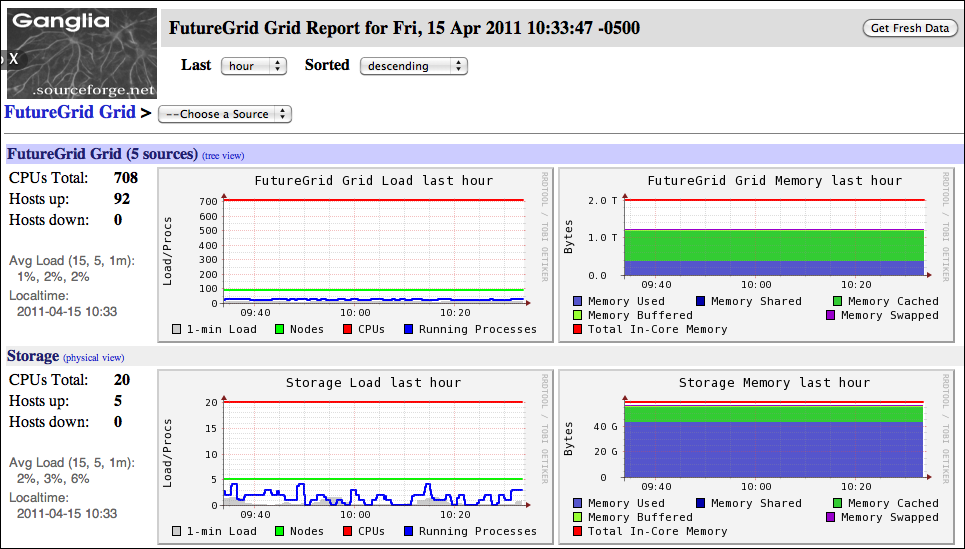 Ganglia
.sourceforge.net
X
FutureGrid Grid Report for Fri, 15 Apr 2011 10:33:47 -0500
Get Fresh Data
Last hour Sorted descending
FutureGrid Grid > --Choose a Source
FutureGrid Grid (5 sources) (tree view)
CPUs Total: 708
Hosts up: 92
Hosts down: 0
Avg Load (15, 5, 1m):
1%, 2%, 2%
Localtime:
2011-04-15 10:33
FutureGrid Grid Load last hour
Load/Procs
700
600
500
400
300
200
100
0
09:40 10:00 10:20
1-min Load Nodes CPUs Running Processes
RRDTOOL / TOBI OETIKER
FutureGrid Grid Memory last hour
Bytes
2.0 T
1.0 T
0.0
09:40 10:00 10:20
Memory Used Memory Shared Memory Cached
Memory Buffered Memory Swapped
Total In-Core Memory
RRDTOOL / TOBI OETIKER
Storage (physical view)
CPUs Total: 20
Hosts up: 5
Hosts down: 0
Avg Load (15, 5, 1m):
2%, 3%, 6%
Localtime:
2011-04-15 10:33
Storage Load last hour
Load/Procs
20
15
10
5
0
09:40 10:00 10:20
1-min Load Nodes CPUs Running Processes
RRDTOOL / TOBI OETIKER
Storage Memory last hour
Bytes
40 G
20 G
0
09:40 10:00 10:20
Memory Used Memory Shared Memory Cached
Memory Buffered Memory Swapped
Total In-Core Memory
RRDTOOL / TOBI OETIKER